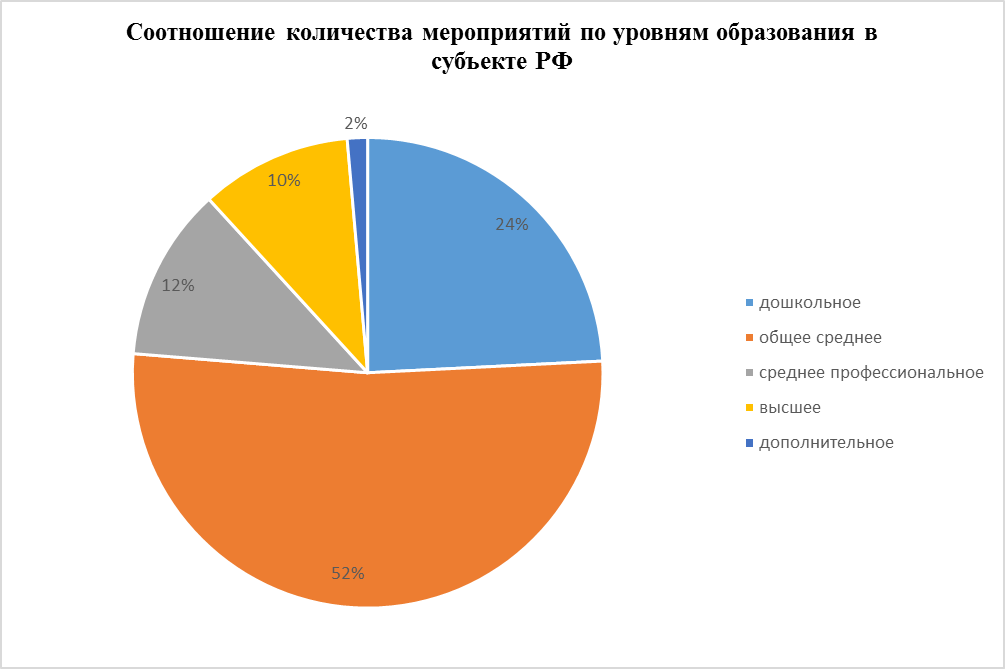 Соотношение количества мероприятий по уровням образования в
субъекте РФ
2%
10%
24%
12%
52%
дошкольное
общее среднее
среднее профессиональное
высшее
дополнительное